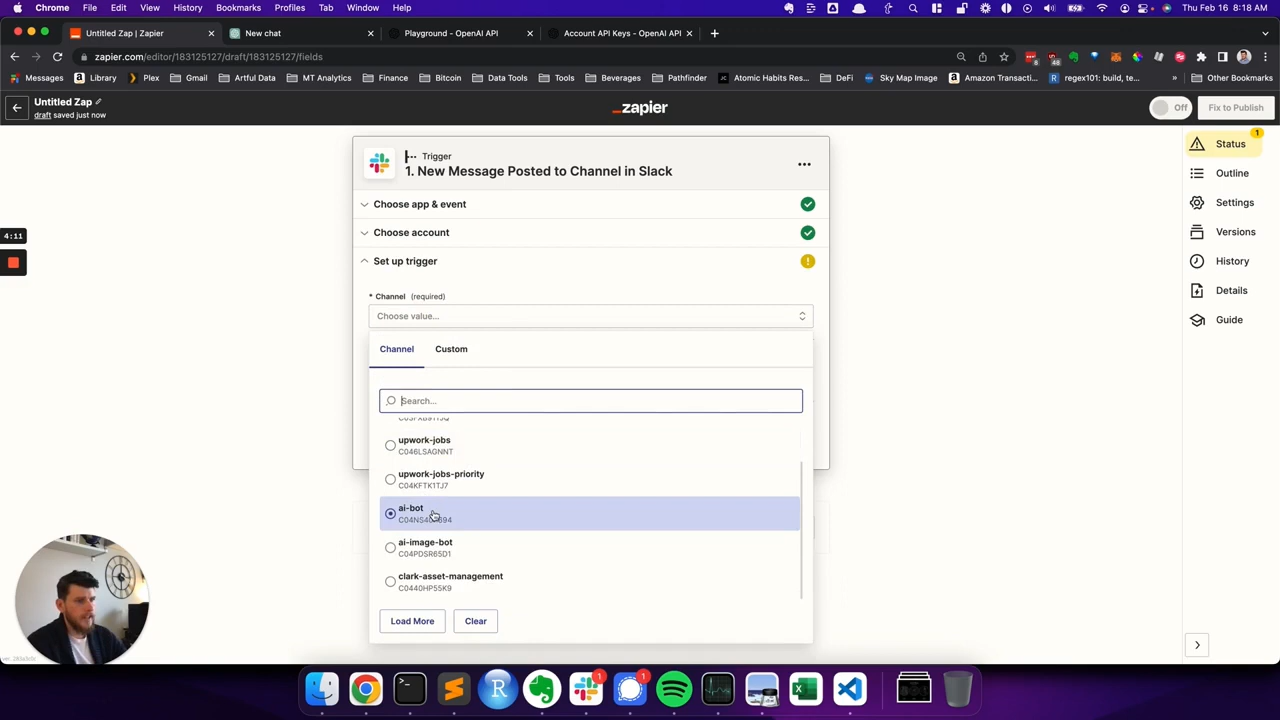 Chrome File Edit View History Bookmarks Profiles Tab Window Help
Thu Feb 16 8:18 AM
Untitled Zap | Zapier
New chat
Playground - OpenAI API
Account API Keys - OpenAI API
zapier.com/editor/183125127/draft/183125127/fields
Messages Library Plex Gmail Artful Data MT Analytics Finance Bitcoin Data Tools Tools Beverages Pathfinder Atomic Habits Res... DeFi Sky Map Image Amazon Transacti... regex101: build, te... » Other Bookmarks
Untitled Zap
draft saved just now
zapier
Off
Fix to Publish
Trigger
1. New Message Posted to Channel in Slack
Choose app & event
Choose account
Set up trigger
* Channel (required)
Choose value...
Channel
Custom
Search...
upwork-jobs
C046LSAGNNT
upwork-jobs-priority
C04KFTK1TJ7
ai-bot
ai-image-bot
C04PDSR65D1
clark-asset-management
C0440HP55K9
Load More
Clear
1
Status
Outline
Settings
Versions
History
Details
Guide
4:11
1
1